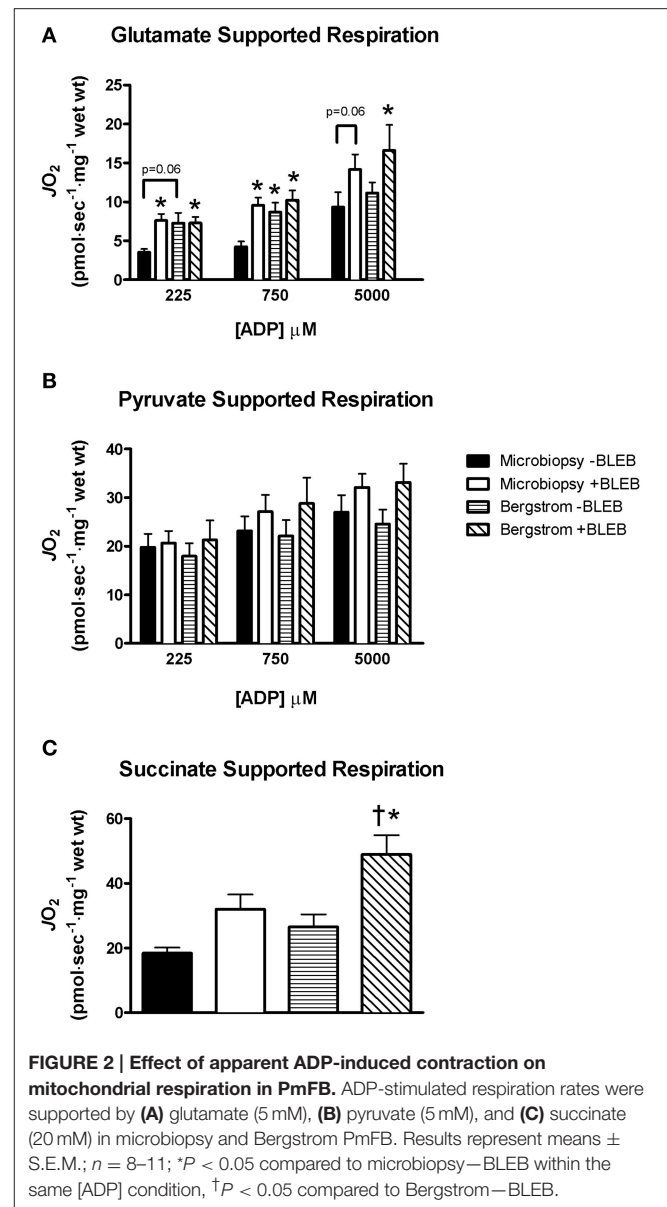 A
Glutamate Supported Respiration
JO₂
(pmol·sec⁻¹·mg⁻¹ wet wt)
25
20
15
10
5
0
p=0.06
*
*
*
*
*
p=0.06
*
225
750
5000
[ADP] μM
B
Pyruvate Supported Respiration
JO₂
(pmol·sec⁻¹·mg⁻¹ wet wt)
40
30
20
10
0
225
750
5000
[ADP] μM
Microbiopsy -BLEB
Microbiopsy +BLEB
Bergstrom -BLEB
Bergstrom +BLEB
C
Succinate Supported Respiration
JO₂
(pmol·sec⁻¹·mg⁻¹ wet wt)
60
40
20
0
†*
FIGURE 2 | Effect of apparent ADP-induced contraction on
mitochondrial respiration in PmFB. ADP-stimulated respiration rates were
supported by (A) glutamate (5 mM), (B) pyruvate (5 mM), and (C) succinate
(20 mM) in microbiopsy and Bergstrom PmFB. Results represent means ±
S.E.M.; n = 8–11; *P < 0.05 compared to microbiopsy—BLEB within the
same [ADP] condition, †P < 0.05 compared to Bergstrom—BLEB.